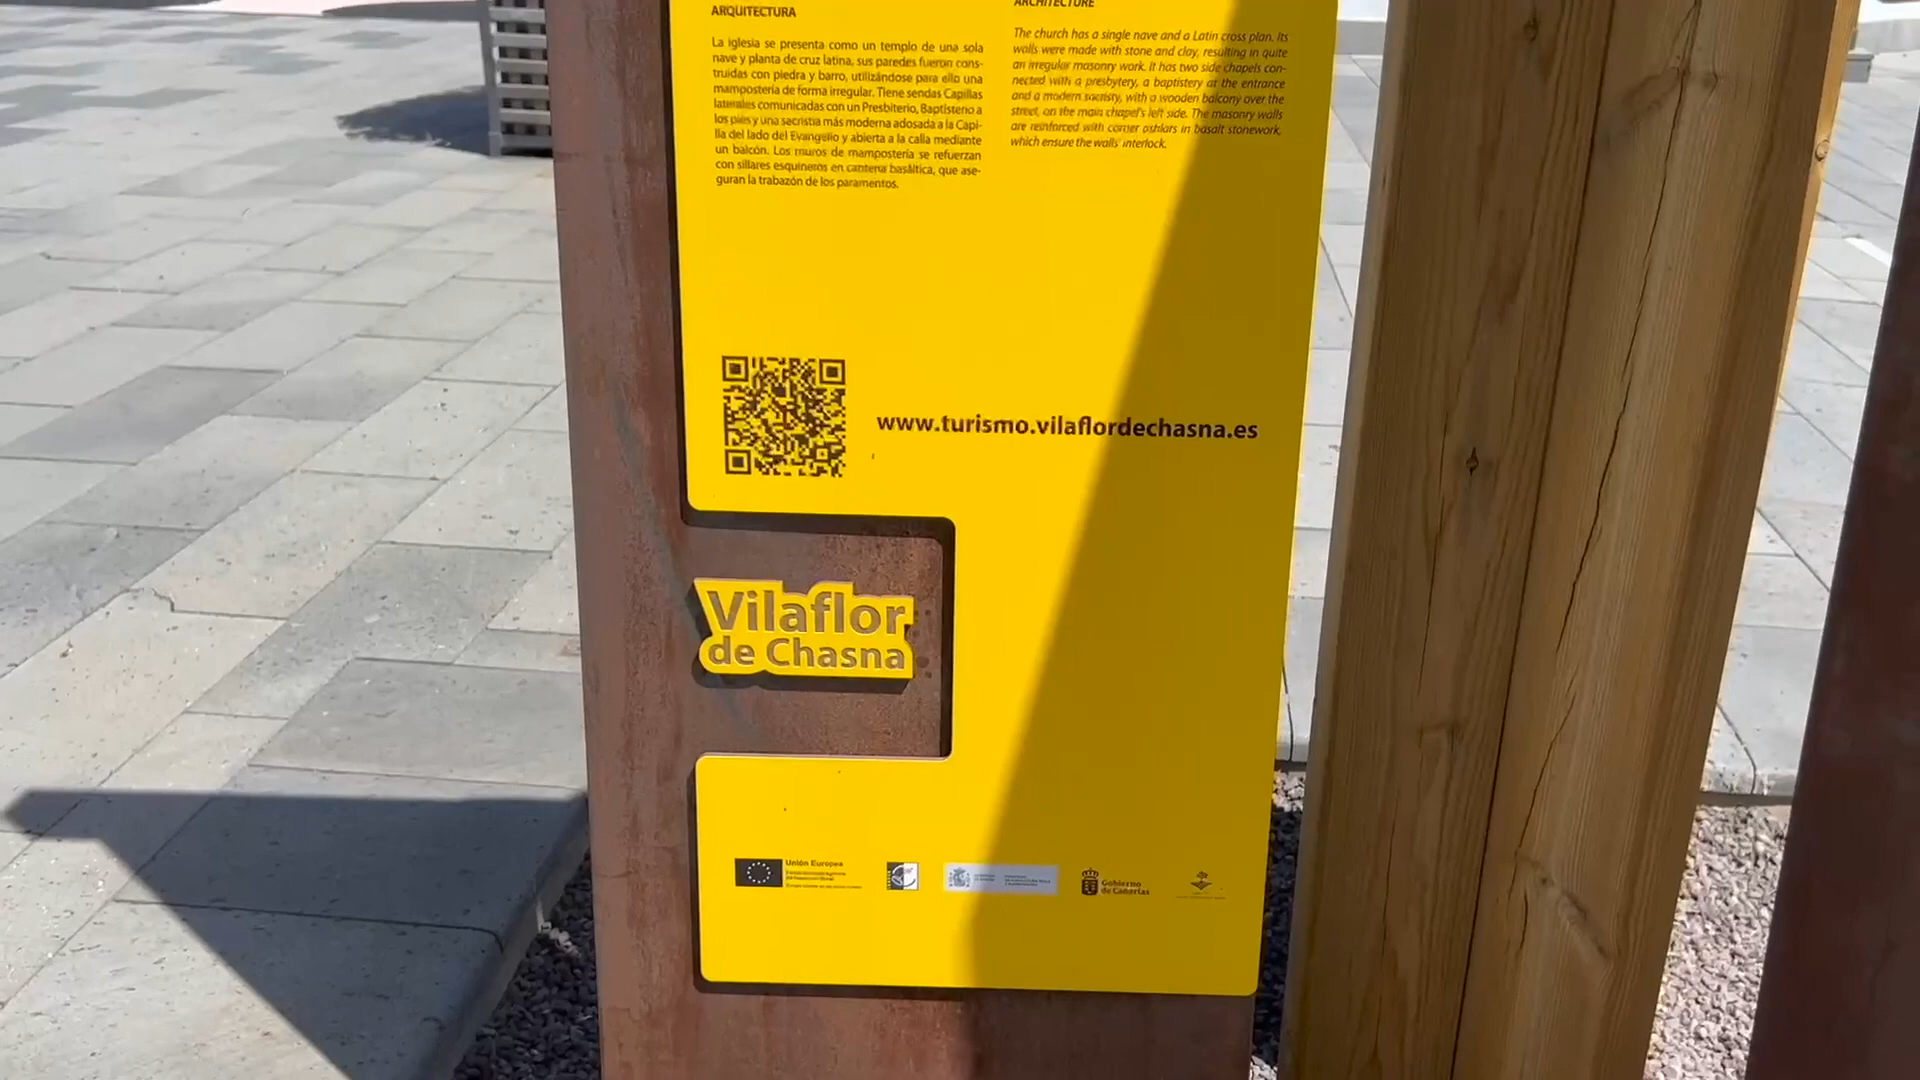 ARQUITECTURA
La iglesia se presenta como un templo de una sola
nave y planta de cruz latina, sus paredes fueron cons-
truidas con piedra y barro, utilizándose para ello una
mampostería de forma irregular. Tiene sendas Capillas
laterales comunicadas con un Presbiterio, Baptisterio a
los pies y una sacristía más moderna adosada a la Capi-
lla del lado del Evangelio y abierta a la calle mediante
un balcón. Los muros de mampostería se refuerzan
con sillares esquineros en cantería basáltica, que ase-
guran la trabazón de los paramentos.
ARCHITECTURE
The church has a single nave and a Latin cross plan. Its
walls were made with stone and clay, resulting in quite
an irregular masonry work. It has two side chapels con-
nected with a presbytery, a baptistery at the entrance
and a modern sacristy, with a wooden balcony over the
street, on the main chapel's left side. The masonry walls
are reinforced with corner ashlars in basalt stonework,
which ensure the walls' interlock.
www.turismo.vilaflordechasna.es
Vilaflor
de Chasna
Unión Europea
Gobierno
de Canarias